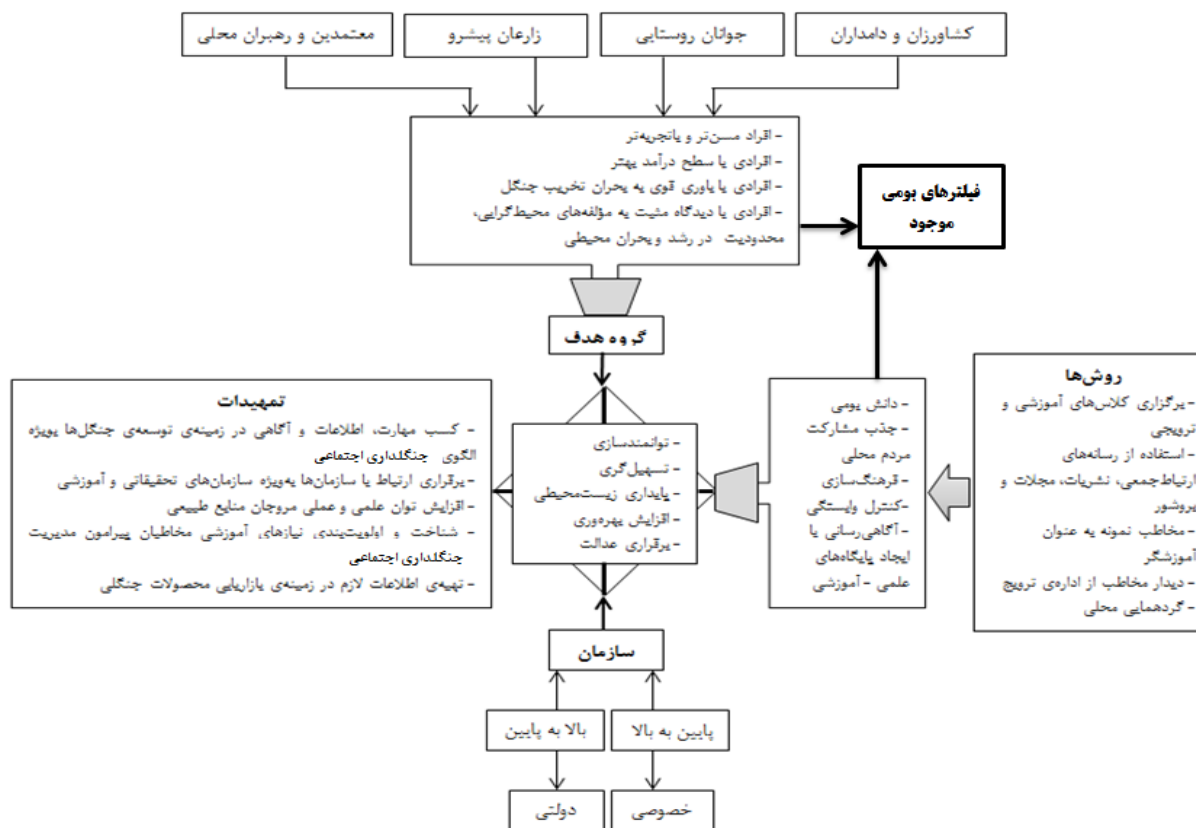 کشاورزان و دامداران
جوانان روستایی
زارعان پیشرو
معتمدین و رهبران محلی
- افراد مسن‌تر و باتجربه‌تر
- افرادی با سطح درآمد بهتر
- افرادی با باوری قوی به بحران تخریب جنگل
- افرادی با دیدگاه مثبت به مؤلفه‌های محیط‌گرایی،
محدودیت در رشد و بحران محیطی
فیلترهای بومی
موجود
گروه هدف
روش‌ها
- برگزاری کلاس‌های آموزشی و
ترویجی
- استفاده از رسانه‌های
ارتباط‌جمعی، نشریات، مجلات و
بروشور
- مخاطب نمونه به عنوان
آموزشگر
- دیدار مخاطب از اداره‌ی ترویج
- گردهمایی محلی
- دانش بومی
- جذب مشارکت
مردم محلی
- فرهنگ‌سازی
-کنترل وابستگی
- آگاهی‌رسانی با
ایجاد پایگاه‌های
علمی - آموزشی
- توانمندسازی
- تسهیل‌گری
- پایداری زیست‌محیطی
- افزایش بهره‌وری
- برقراری عدالت
تمهیدات
- کسب مهارت، اطلاعات و آگاهی در زمینه‌ی توسعه‌ی جنگل‌ها بویژه
الگوی جنگلداری اجتماعی
- برقراری ارتباط با سازمان‌ها به‌ویژه سازمان‌های تحقیقاتی و آموزشی
- افزایش توان علمی و عملی مروجان منابع طبیعی
- شناخت و اولویت‌بندی نیازهای آموزشی مخاطبان پیرامون مدیریت
جنگلداری اجتماعی
- تهیه‌ی اطلاعات لازم در زمینه‌ی بازاریابی محصولات جنگلی
سازمان
پایین به بالا
بالا به پایین
خصوصی
دولتی